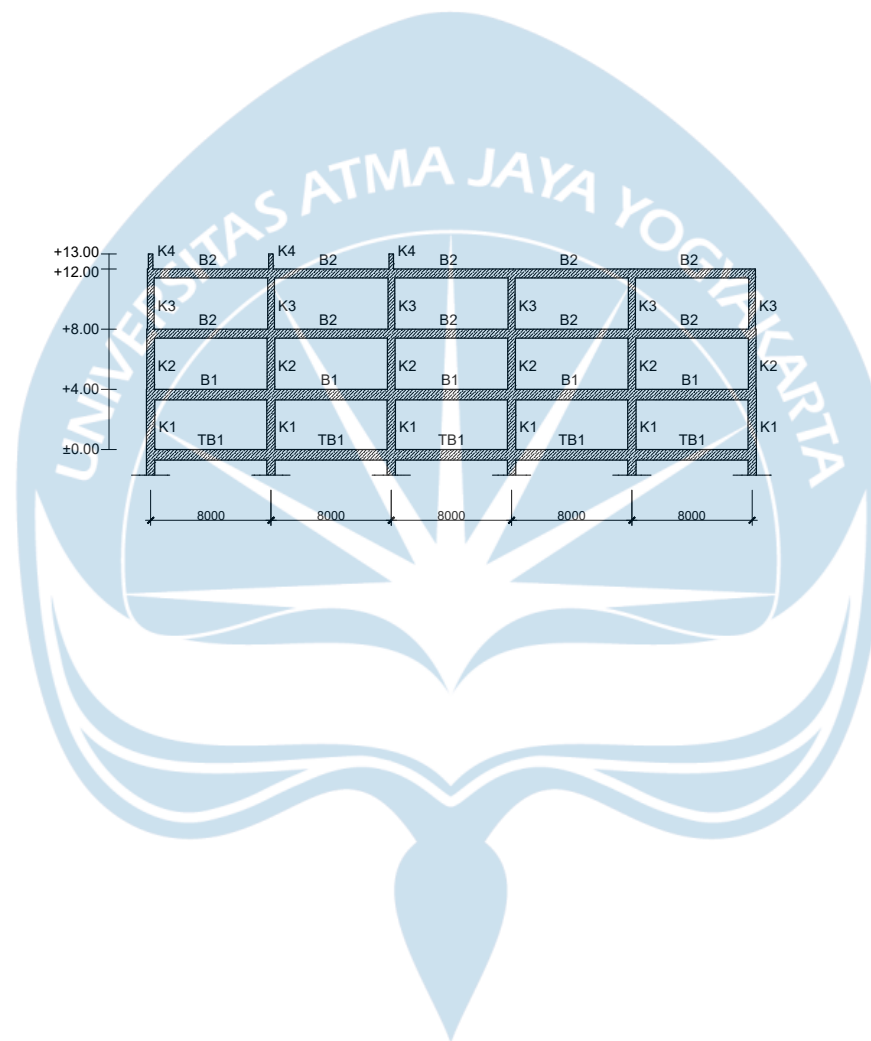 UNIVERSITAS ATMA JAYA YOGYAKARTA
+13.00 K4 K4 K4
B2 B2 B2 B2 B2
+12.00
K3 K3 K3 K3 K3 K3
B2 B2 B2 B2 B2
+8.00
K2 K2 K2 K2 K2 K2
B1 B1 B1 B1 B1
+4.00
K1 K1 K1 K1 K1 K1
TB1 TB1 TB1 TB1 TB1
±0.00
8000 8000 8000 8000 8000